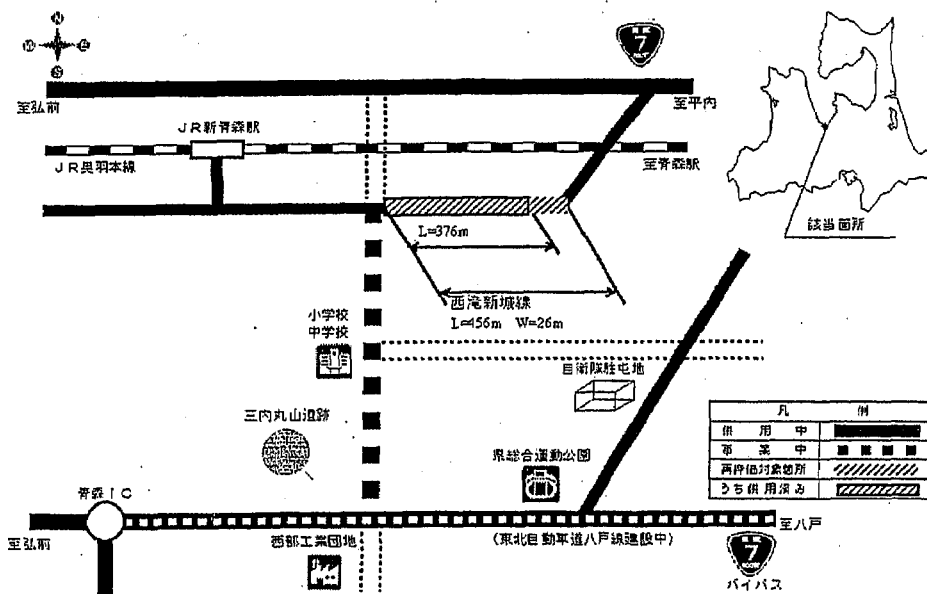 N
W E
S
7
至弘前
至平内
JR新青森駅
JR奥羽本線
至青森駅
該当箇所
L=376m
西滝新城線
L=456m W=26m
小学校
中学校
自衛隊駐屯地
三内丸山遺跡
県総合運動公園
凡 例
供用中
事業中
再評価対象箇所
うち供用済み
青森IC
至弘前
至八戸
西部工業団地
(東北自動車道八戸線建設中)
7
バイパス